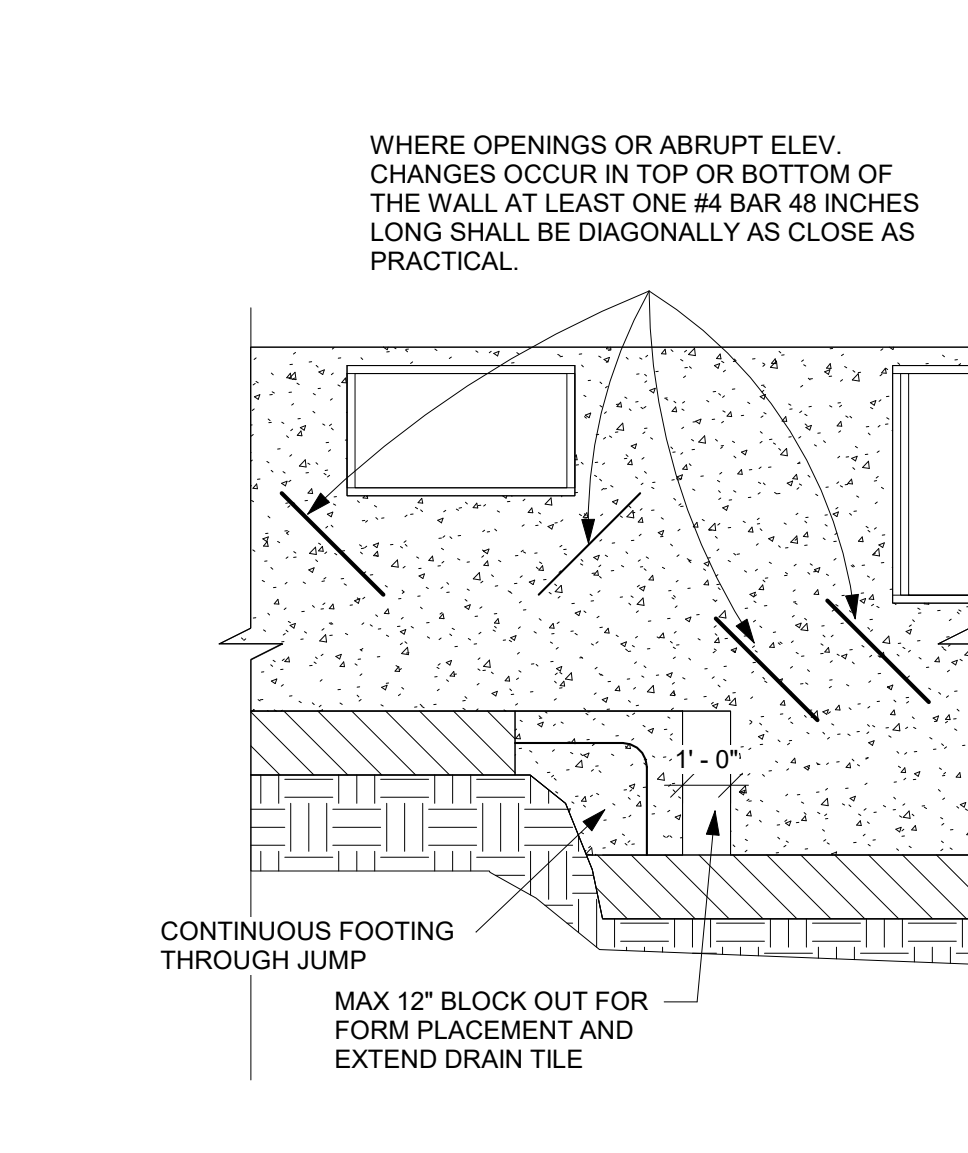 WHERE OPENINGS OR ABRUPT ELEV.
CHANGES OCCUR IN TOP OR BOTTOM OF
THE WALL AT LEAST ONE #4 BAR 48 INCHES
LONG SHALL BE DIAGONALLY AS CLOSE AS
PRACTICAL.
1' - 0"
CONTINUOUS FOOTING
THROUGH JUMP
MAX 12" BLOCK OUT FOR
FORM PLACEMENT AND
EXTEND DRAIN TILE